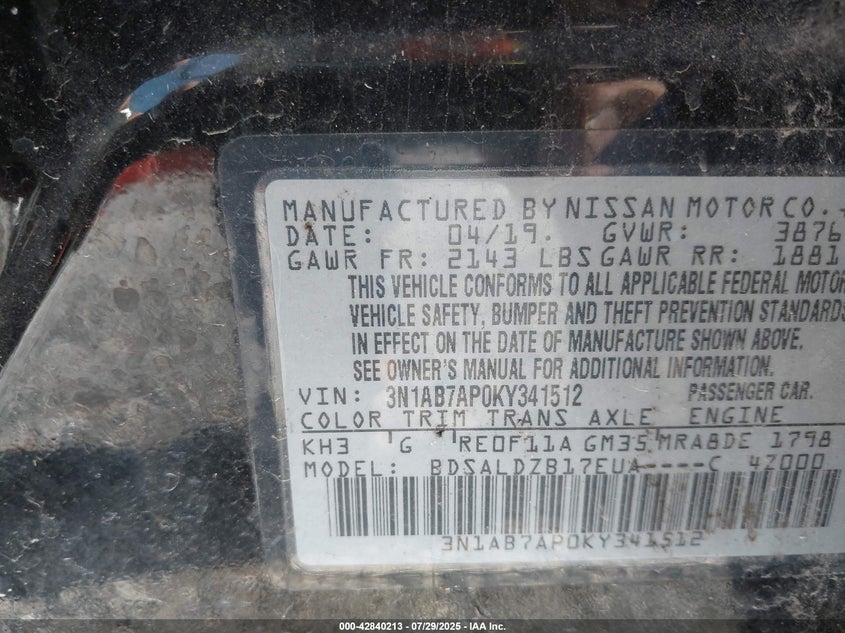 MANUFACTURED BY NISSAN MOTOR CO.,
DATE: 04/19. GVWR: 3876
GAWR FR: 2143 LBS GAWR RR: 1881
THIS VEHICLE CONFORMS TO ALL APPLICABLE FEDERAL MOTOR
VEHICLE SAFETY, BUMPER AND THEFT PREVENTION STANDARDS
IN EFFECT ON THE DATE OF MANUFACTURE SHOWN ABOVE.
SEE OWNER'S MANUAL FOR ADDITIONAL INFORMATION.
VIN: 3N1AB7AP0KY341512 PASSENGER CAR.
COLOR TRIM TRANS AXLE ENGINE
KH3 G RE0F11A GM35 MRA8DE 1798
MODEL: BDSALDZB17EUA----C 4Z000
3N1AB7AP0KY341512
000-42840213 - 07/29/2025 - IAA Inc.